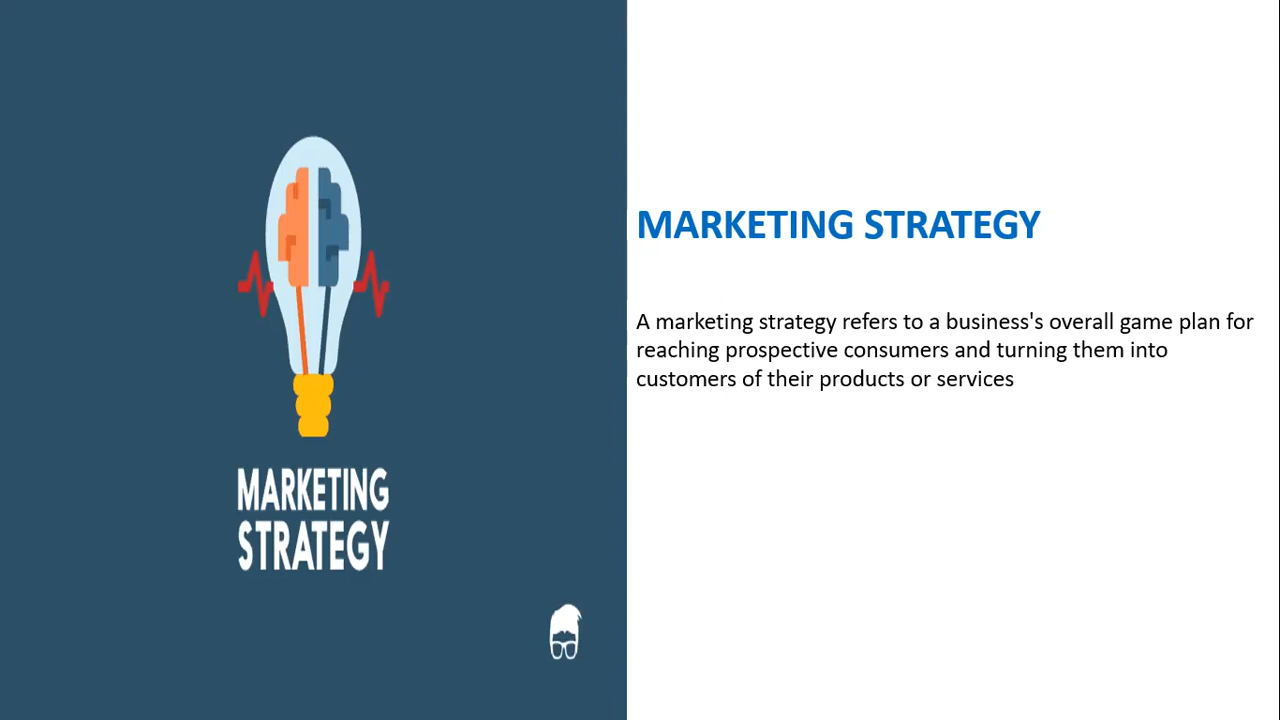 MARKETING
STRATEGY
MARKETING STRATEGY
A marketing strategy refers to a business's overall game plan for
reaching prospective consumers and turning them into
customers of their products or services